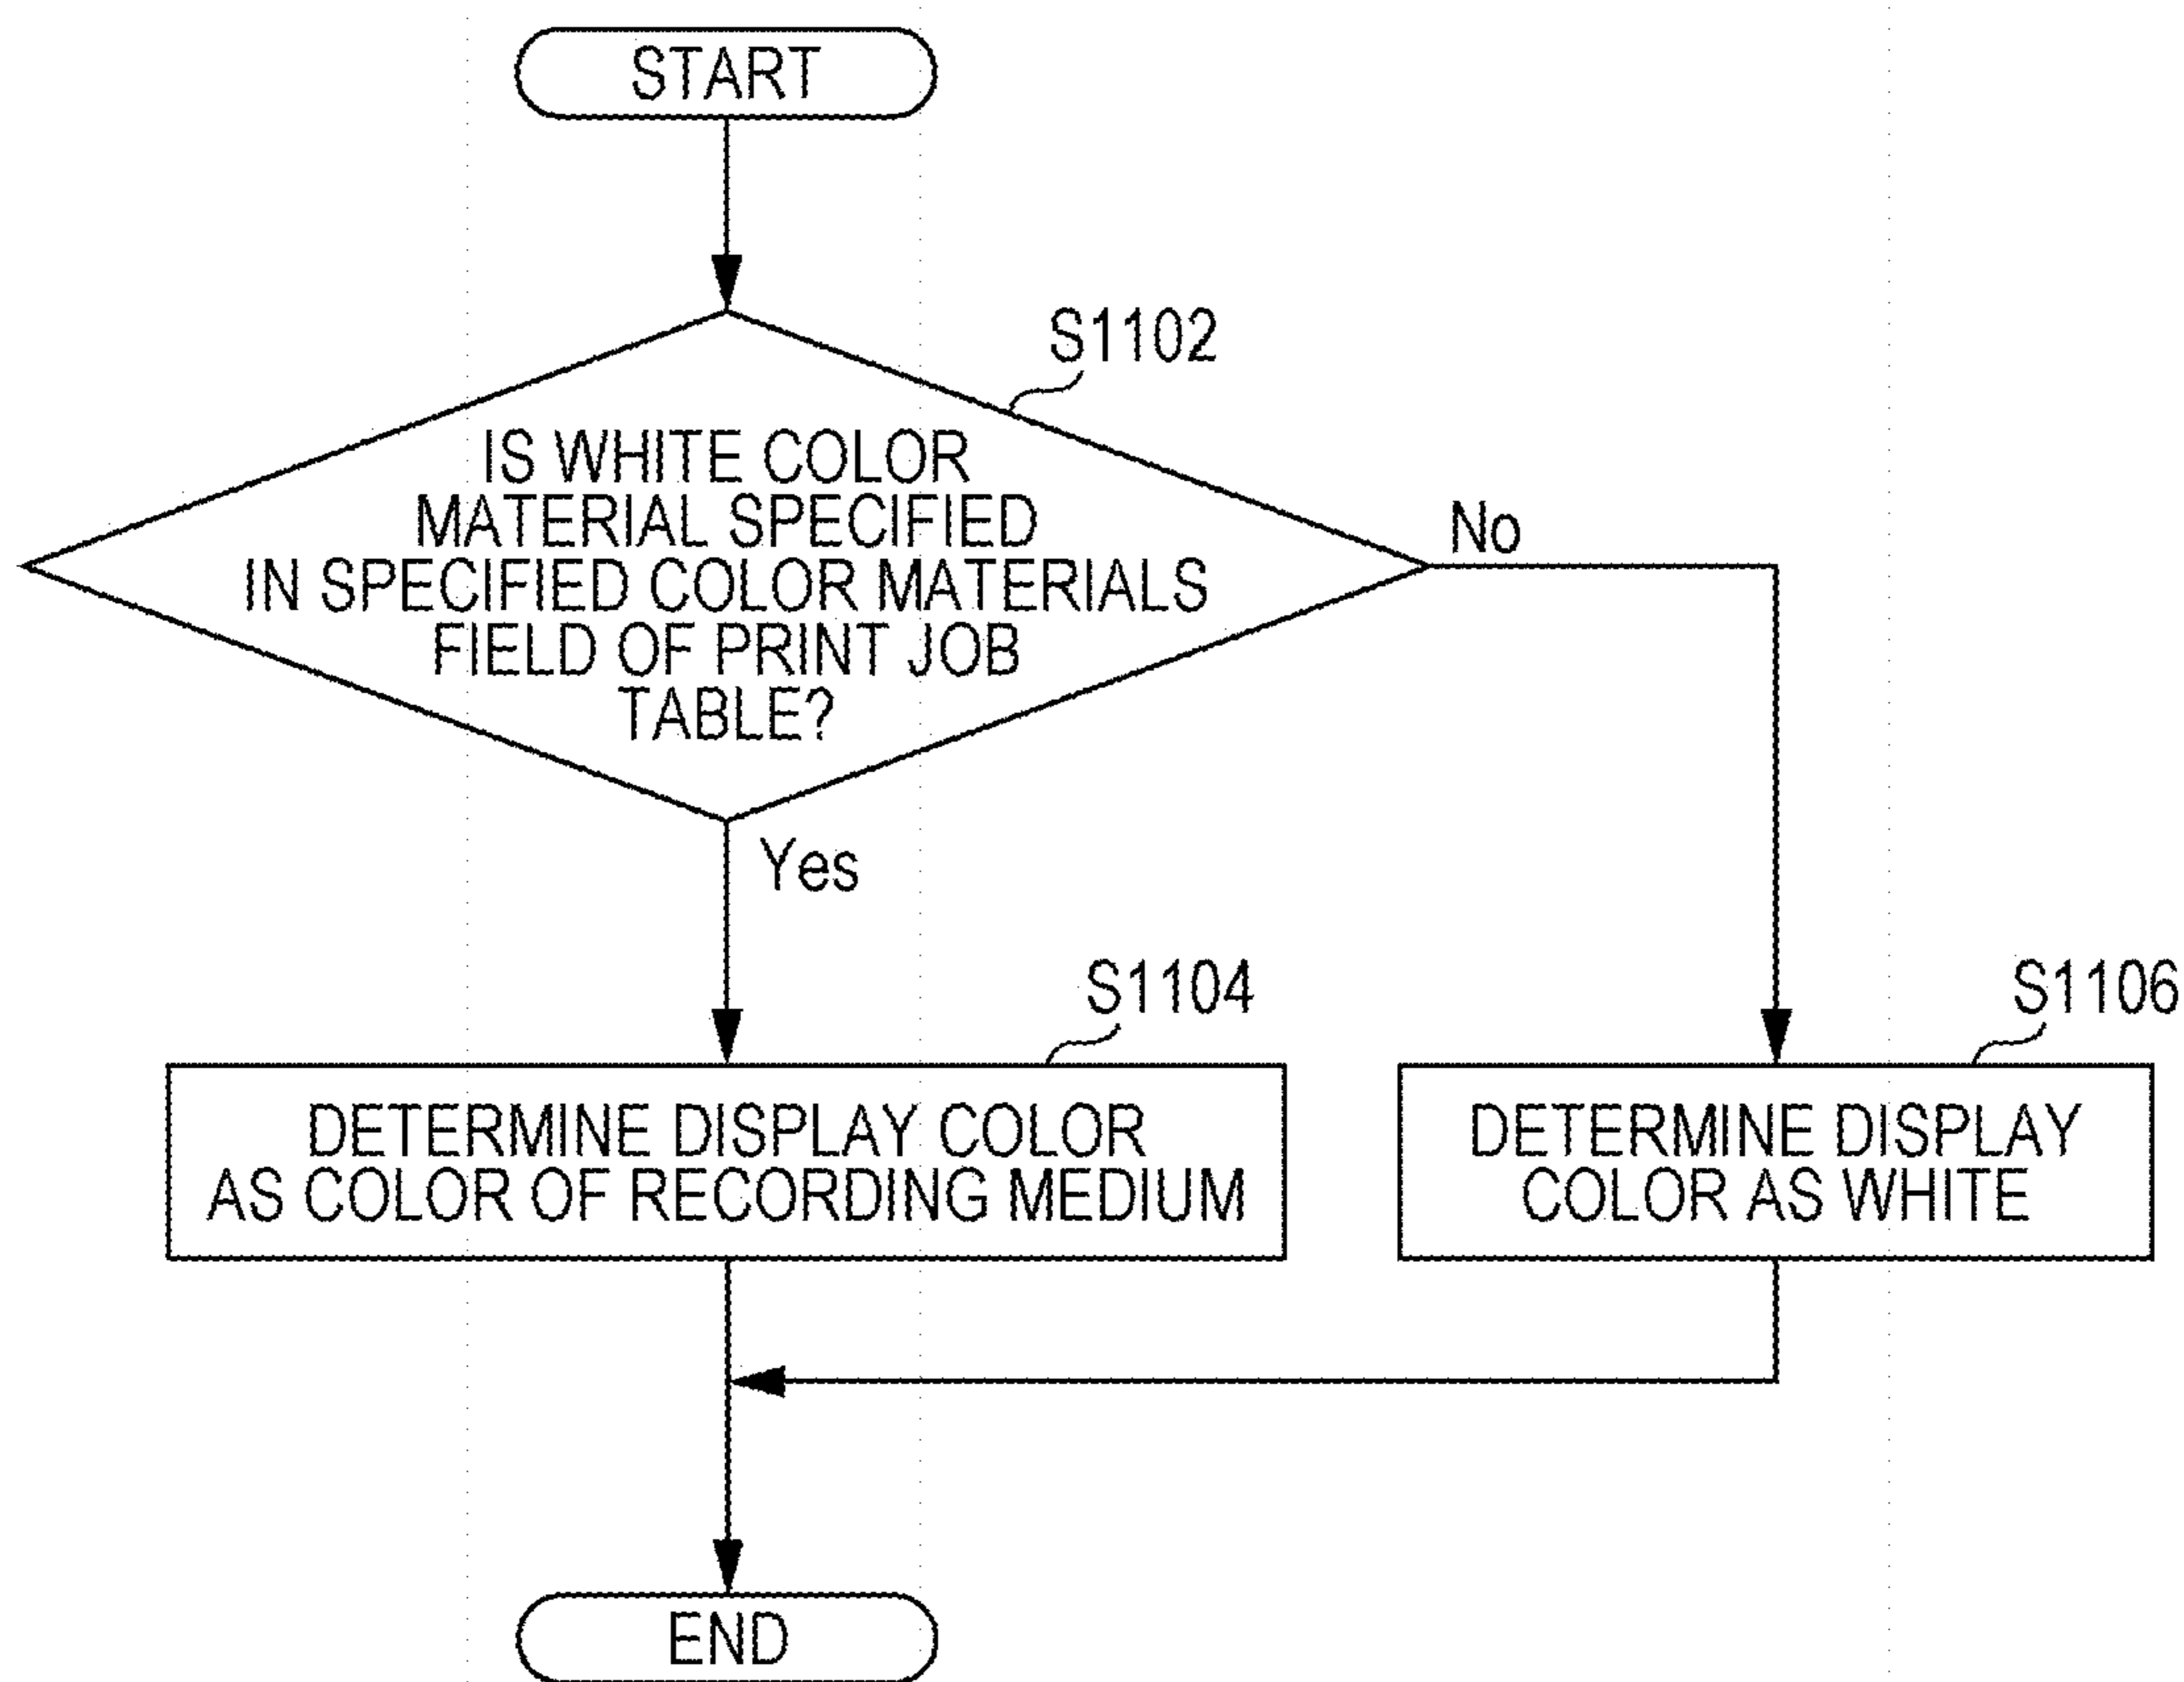 START
S1102
IS WHITE COLOR
MATERIAL SPECIFIED
IN SPECIFIED COLOR MATERIALS
FIELD OF PRINT JOB
TABLE?
No
Yes
S1104
S1106
DETERMINE DISPLAY COLOR
AS COLOR OF RECORDING MEDIUM
DETERMINE DISPLAY
COLOR AS WHITE
END